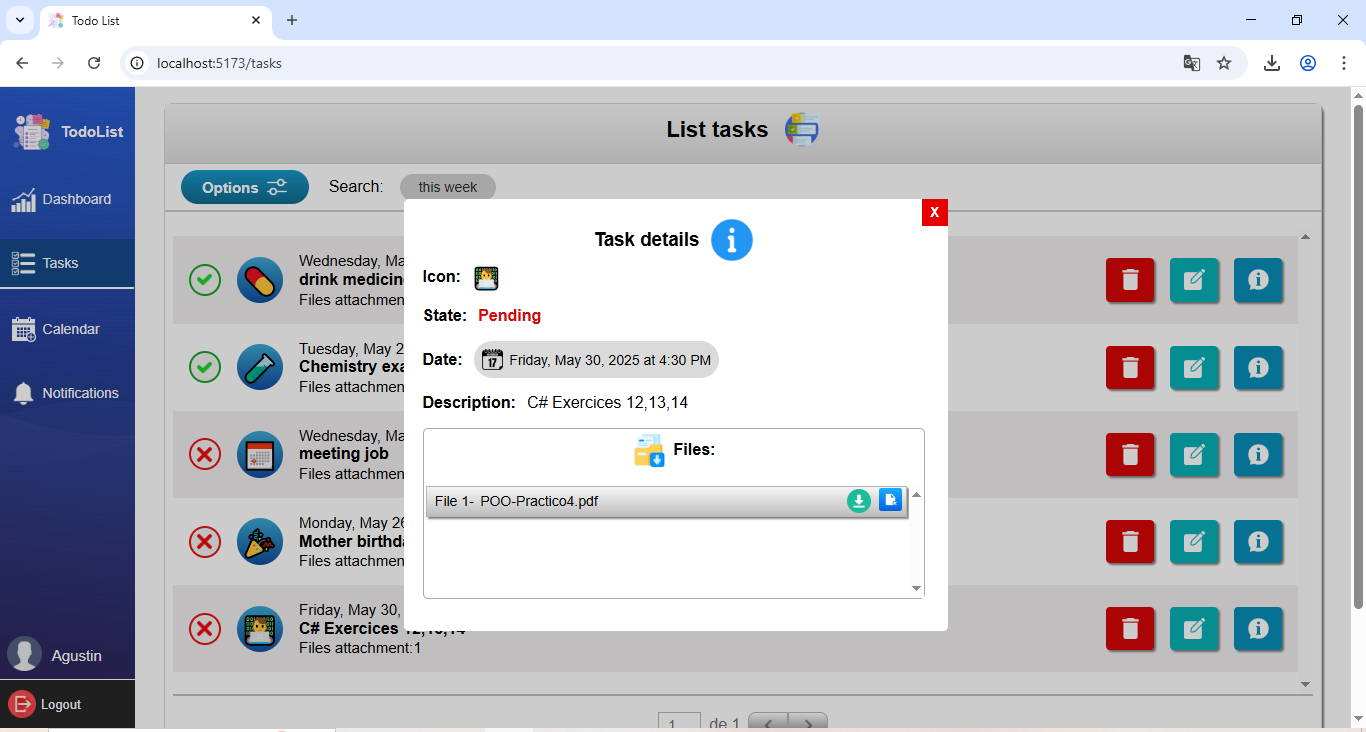 Todo List
localhost:5173/tasks
TodoList
Dashboard
Tasks
Calendar
Notifications
Agustin
Logout
List tasks
Options
Search:
this week
Wednesday, Ma
drink medicin
Files attachmen
Tuesday, May 2
Chemistry exa
Files attachmen
Wednesday, Ma
meeting job
Files attachmen
Monday, May 26
Mother birthda
Files attachmen
Friday, May 30,
C# Exercices 12,13,14
Files attachment:1
1
de 1
X
Task details
Icon:
State: Pending
Date: 17 Friday, May 30, 2025 at 4:30 PM
Description: C# Exercices 12,13,14
Files:
File 1- POO-Practico4.pdf